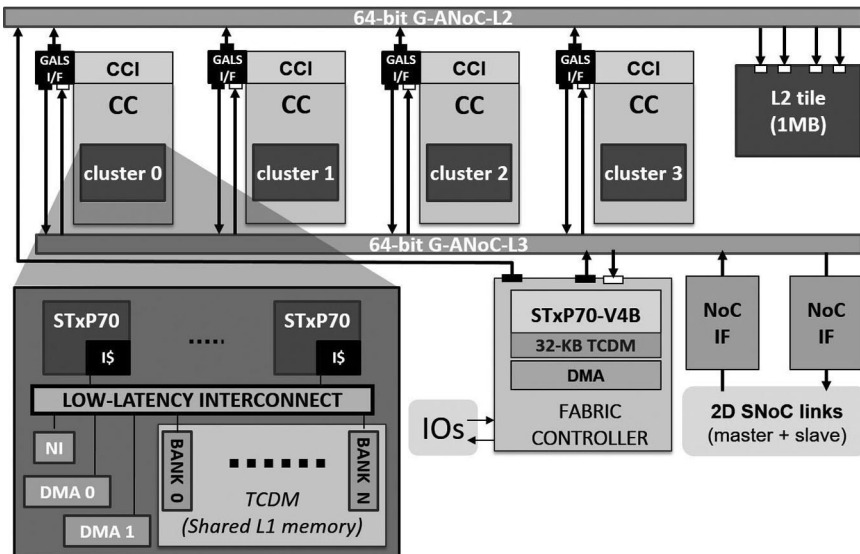 64-bit G-ANoC-L2
GALS
I/F
CCI
CC
cluster 0
GALS
I/F
CCI
CC
cluster 1
GALS
I/F
CCI
CC
cluster 2
GALS
I/F
CCI
CC
cluster 3
L2 tile
(1MB)
64-bit G-ANoC-L3
STxP70
I$
.....
STxP70
I$
LOW-LATENCY INTERCONNECT
NI
DMA 0
DMA 1
BANK 0
BANK N
TCDM
(Shared L1 memory)
STxP70-V4B
32-KB TCDM
DMA
FABRIC
CONTROLLER
IOs
NoC
IF
NoC
IF
2D SNoC links
(master + slave)